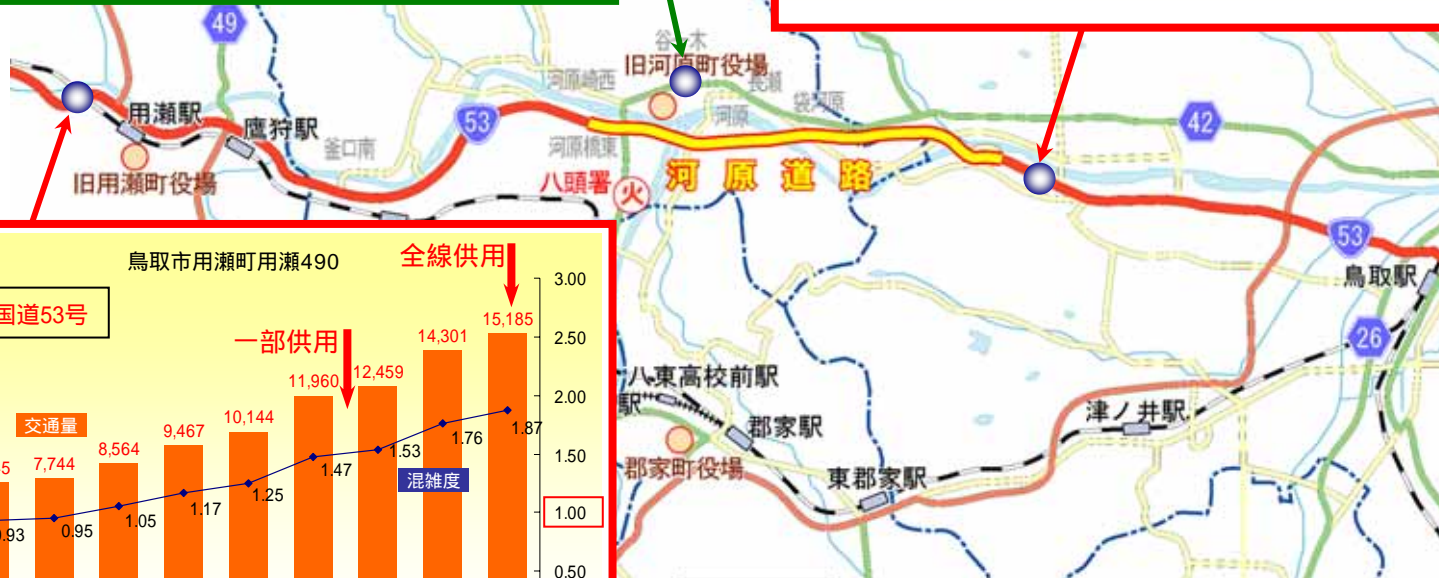 49
谷一木
旧河原町役場
河原崎西
長瀬
袋河原
用瀬駅
鷹狩駅
53
河原
42
釜口南
河原橋東
旧用瀬町役場
八頭署
火
河原道路
53
鳥取駅
鳥取市用瀬町用瀬490
全線供用
3.00
国道53号
15,185
2.50
一部供用
14,301
26
11,960
12,459
八東高校前駅
2.00
駅
交通量
10,144
津ノ井駅
9,467
1.87
郡家駅
8,564
1.76
7,744
1.53
1.50
郡家町役場
1.47
混雑度
東郡家駅
1.25
1.17
1.05
1.00
0.95
0.50